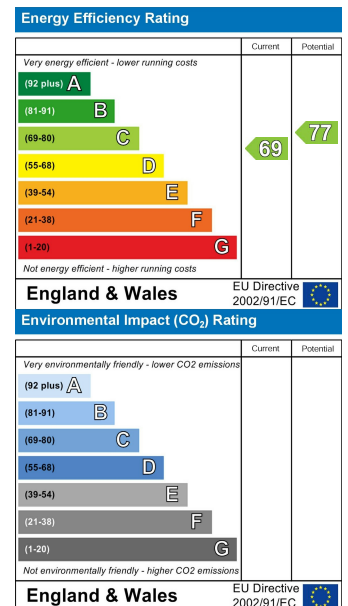 Energy Efficiency Rating
Current Potential
Very energy efficient - lower running costs
(92 plus) A
(81-91) B
(69-80) C
(55-68) D
(39-54) E
(21-38) F
(1-20) G
69 77
Not energy efficient - higher running costs
England & Wales
EU Directive
2002/91/EC
Environmental Impact (CO₂) Rating
Current Potential
Very environmentally friendly - lower CO2 emissions
(92 plus) A
(81-91) B
(69-80) C
(55-68) D
(39-54) E
(21-38) F
(1-20) G
Not environmentally friendly - higher CO2 emissions
England & Wales
EU Directive
2002/91/EC